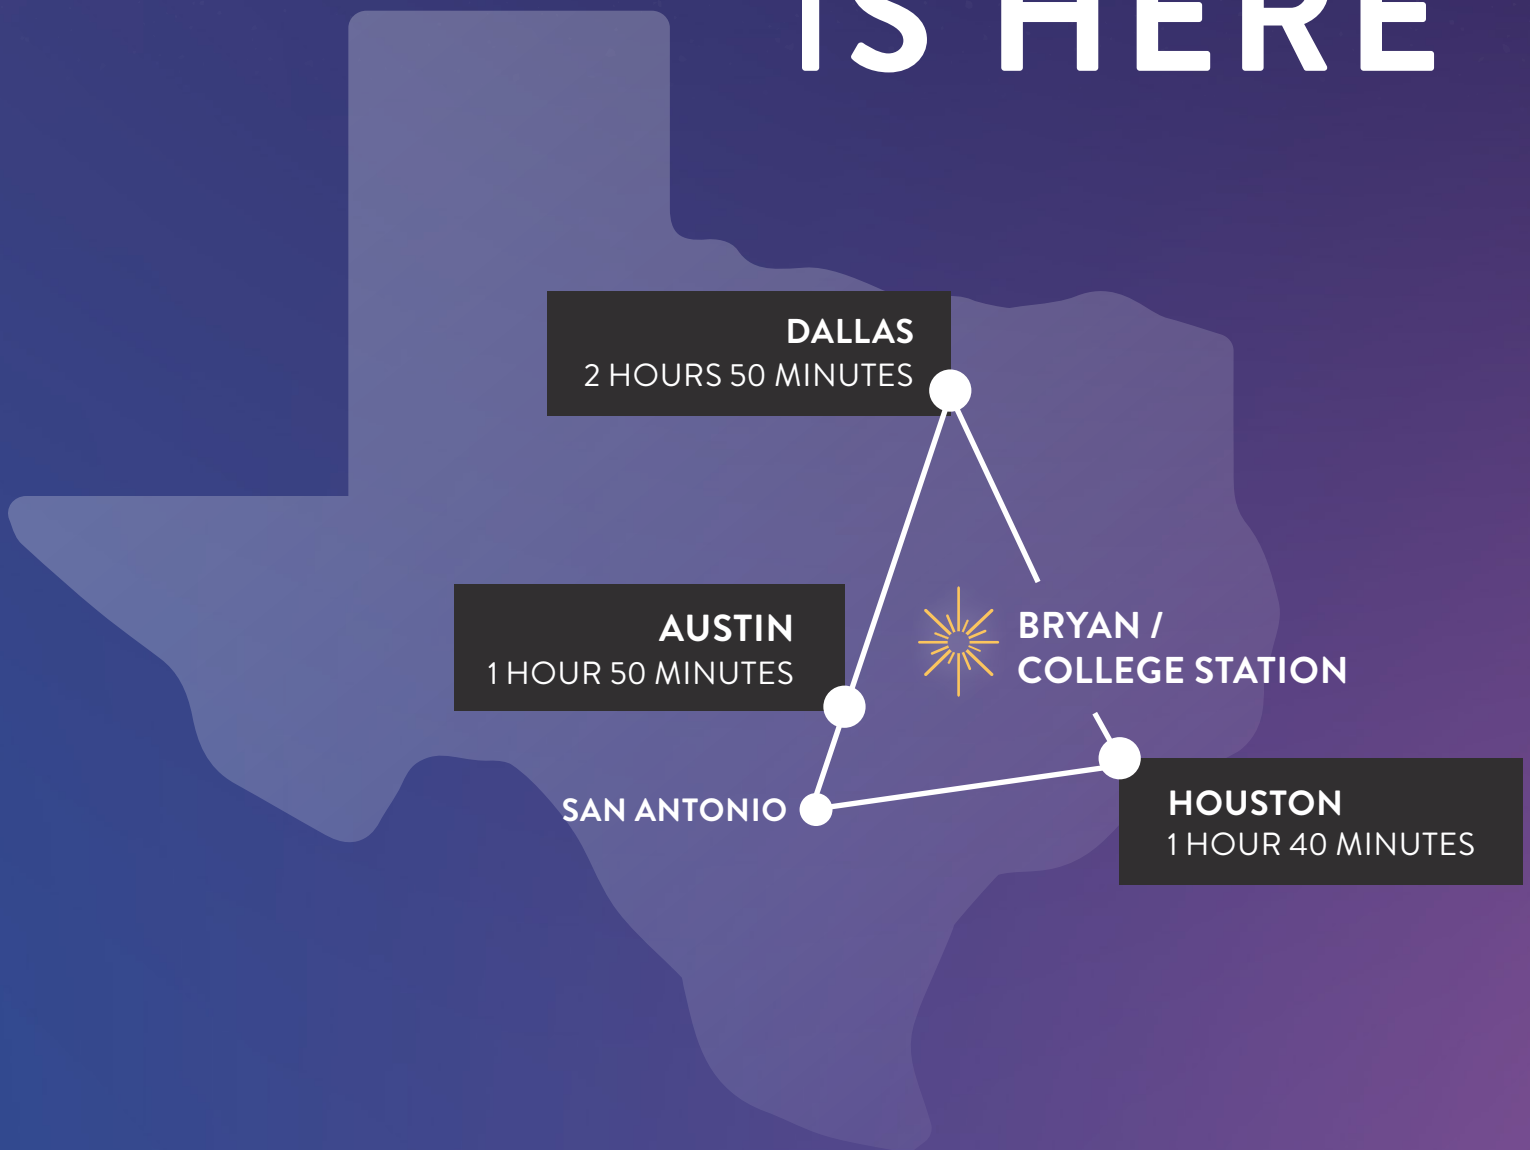 IS HERE
DALLAS
2 HOURS 50 MINUTES
AUSTIN
1 HOUR 50 MINUTES
BRYAN /
COLLEGE STATION
SAN ANTONIO
HOUSTON
1 HOUR 40 MINUTES